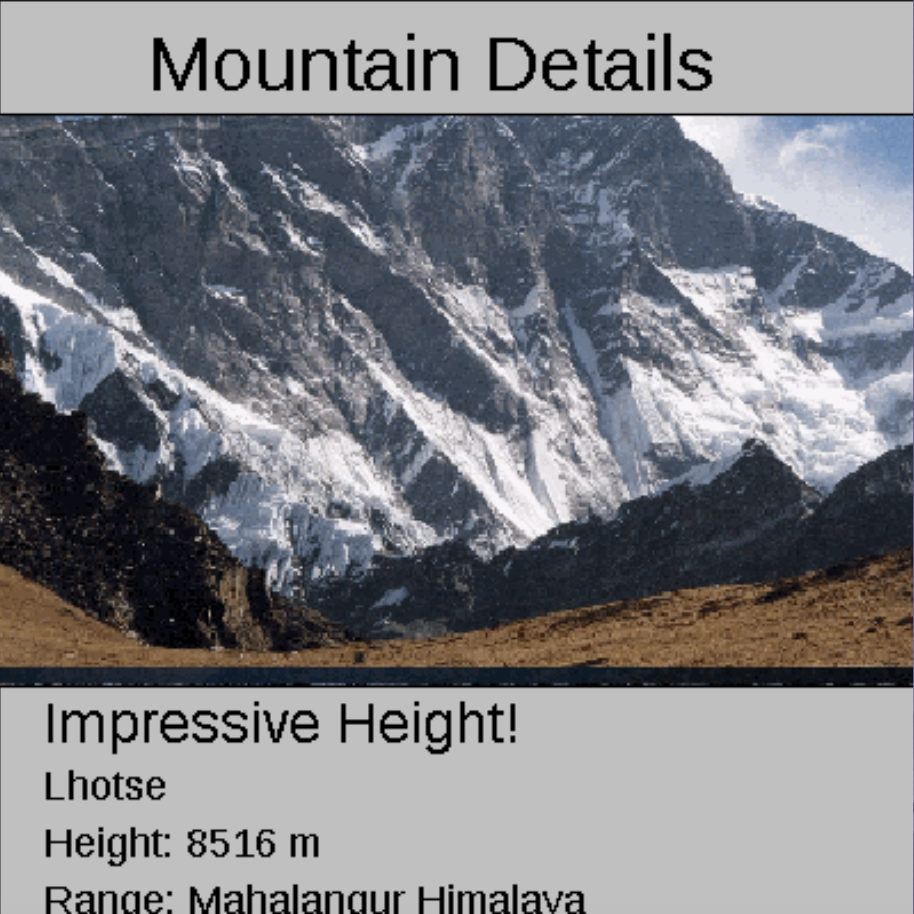 Mountain Details
Impressive Height!
Lhotse
Height: 8516 m
Range: Mahalangur Himalaya